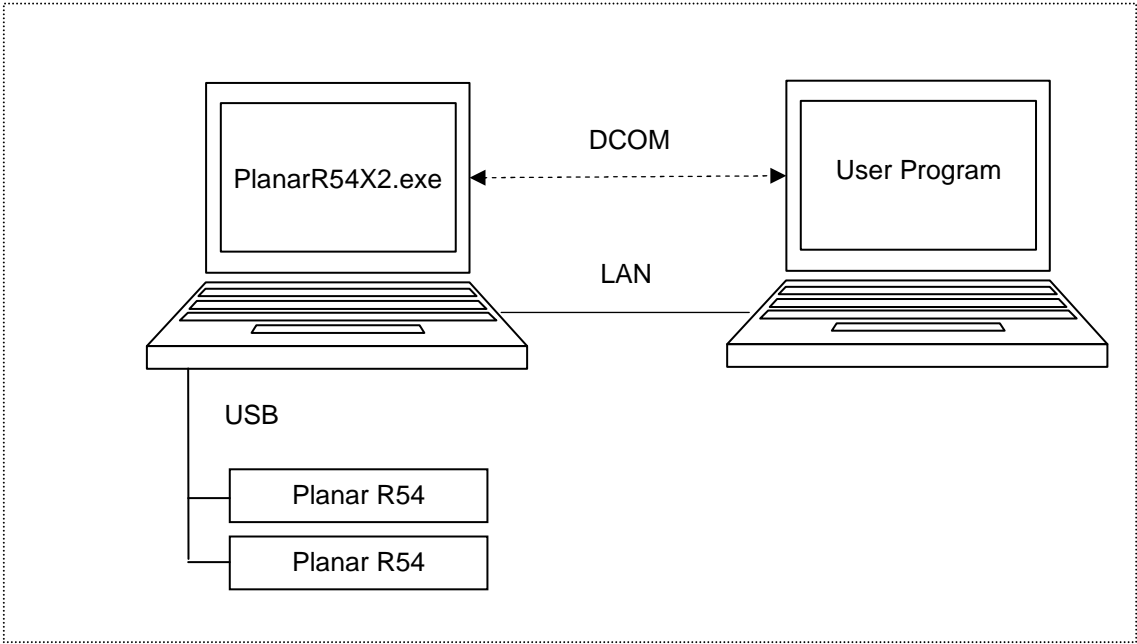 DCOM
PlanarR54X2.exe
User Program
LAN
USB
Planar R54
Planar R54